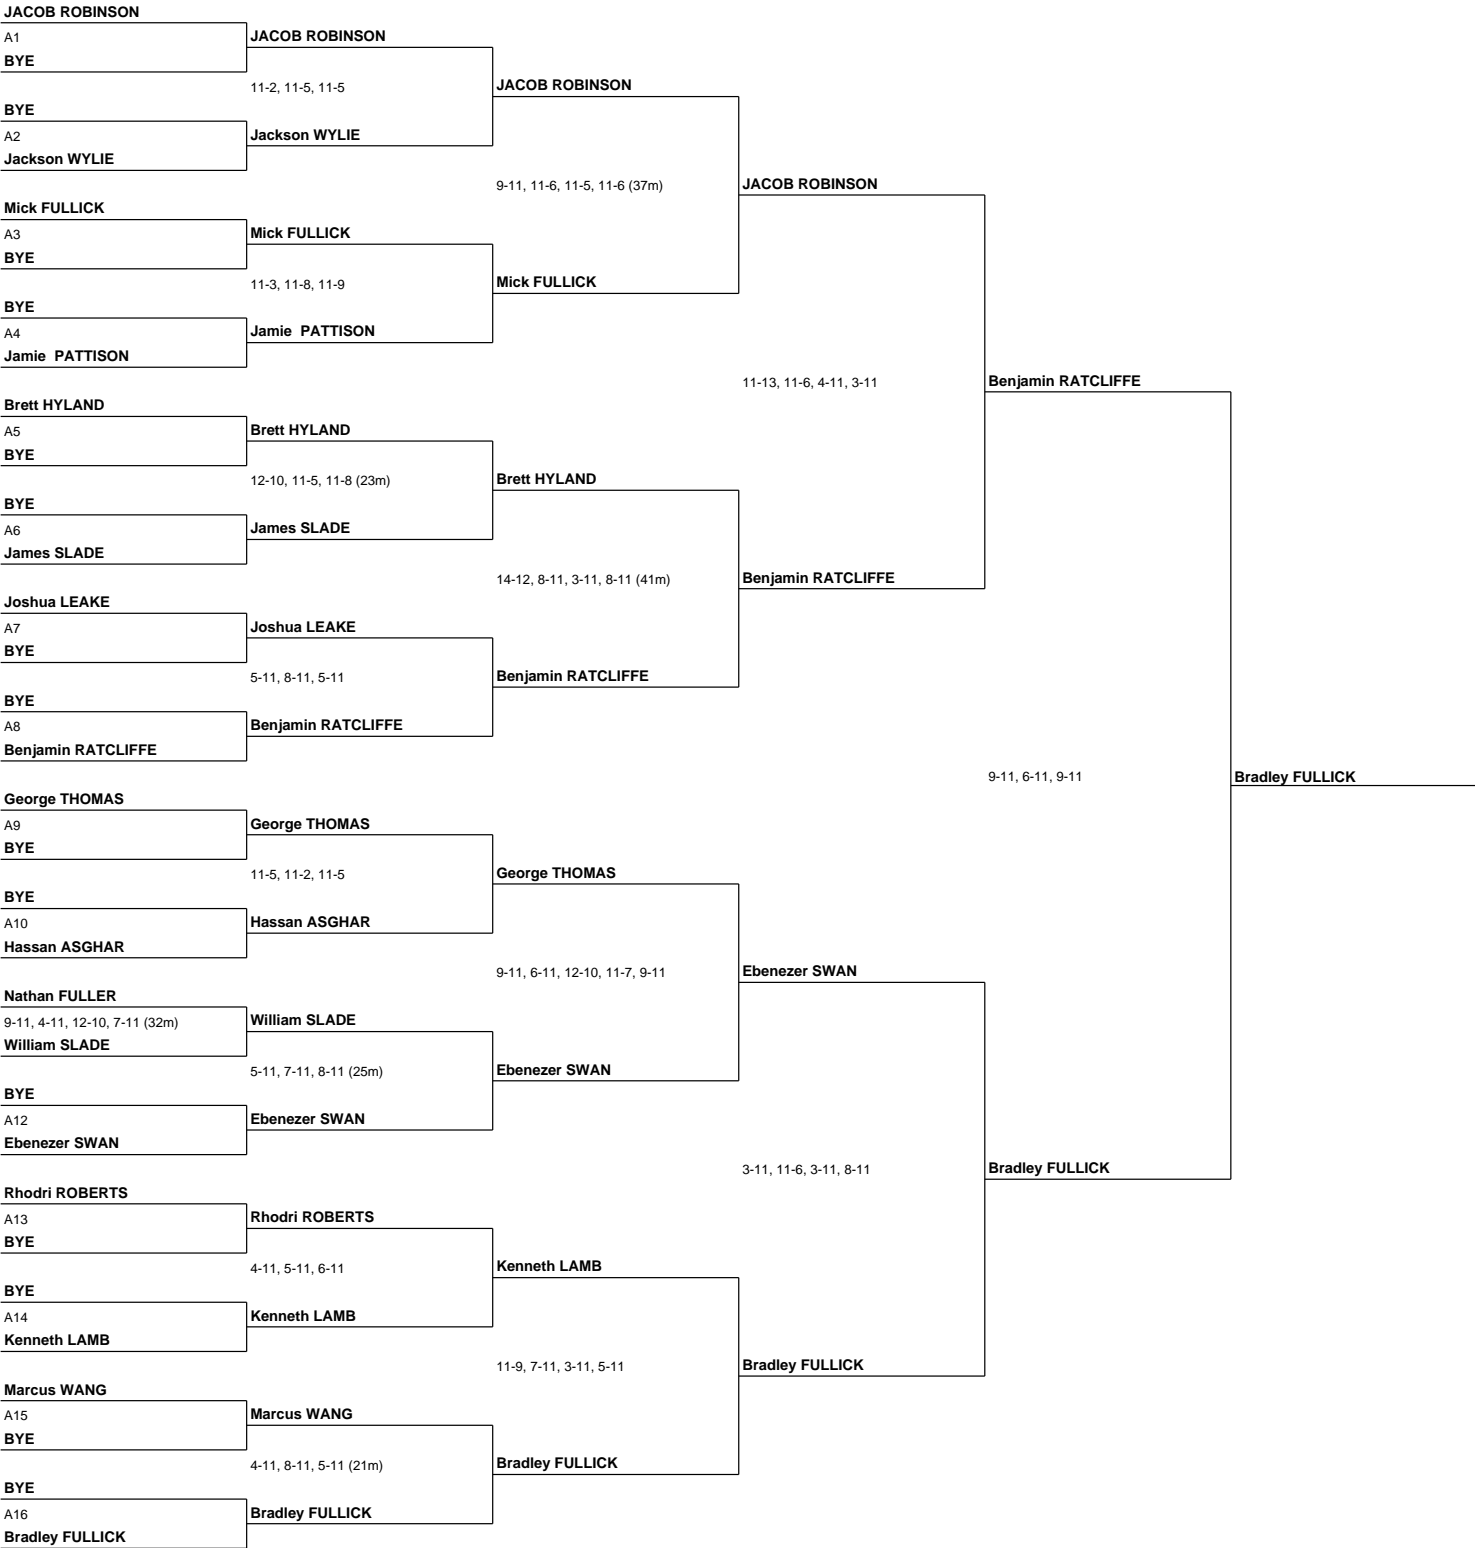 JACOB ROBINSON
A1
BYE
JACOB ROBINSON
11-2, 11-5, 11-5
JACOB ROBINSON
BYE
A2
Jackson WYLIE
Jackson WYLIE
9-11, 11-6, 11-5, 11-6 (37m)
JACOB ROBINSON
Mick FULLICK
A3
BYE
Mick FULLICK
11-3, 11-8, 11-9
Mick FULLICK
BYE
A4
Jamie  PATTISON
Jamie  PATTISON
11-13, 11-6, 4-11, 3-11
Benjamin RATCLIFFE
Brett HYLAND
A5
BYE
Brett HYLAND
12-10, 11-5, 11-8 (23m)
Brett HYLAND
BYE
A6
James SLADE
James SLADE
14-12, 8-11, 3-11, 8-11 (41m)
Benjamin RATCLIFFE
Joshua LEAKE
A7
BYE
Joshua LEAKE
5-11, 8-11, 5-11
Benjamin RATCLIFFE
BYE
A8
Benjamin RATCLIFFE
Benjamin RATCLIFFE
9-11, 6-11, 9-11
Bradley FULLICK
George THOMAS
A9
BYE
George THOMAS
11-5, 11-2, 11-5
George THOMAS
BYE
A10
Hassan ASGHAR
Hassan ASGHAR
9-11, 6-11, 12-10, 11-7, 9-11
Ebenezer SWAN
Nathan FULLER
9-11, 4-11, 12-10, 7-11 (32m)
William SLADE
William SLADE
5-11, 7-11, 8-11 (25m)
Ebenezer SWAN
BYE
A12
Ebenezer SWAN
Ebenezer SWAN
3-11, 11-6, 3-11, 8-11
Bradley FULLICK
Rhodri ROBERTS
A13
BYE
Rhodri ROBERTS
4-11, 5-11, 6-11
Kenneth LAMB
BYE
A14
Kenneth LAMB
Kenneth LAMB
11-9, 7-11, 3-11, 5-11
Bradley FULLICK
Marcus WANG
A15
BYE
Marcus WANG
4-11, 8-11, 5-11 (21m)
Bradley FULLICK
BYE
A16
Bradley FULLICK
Bradley FULLICK